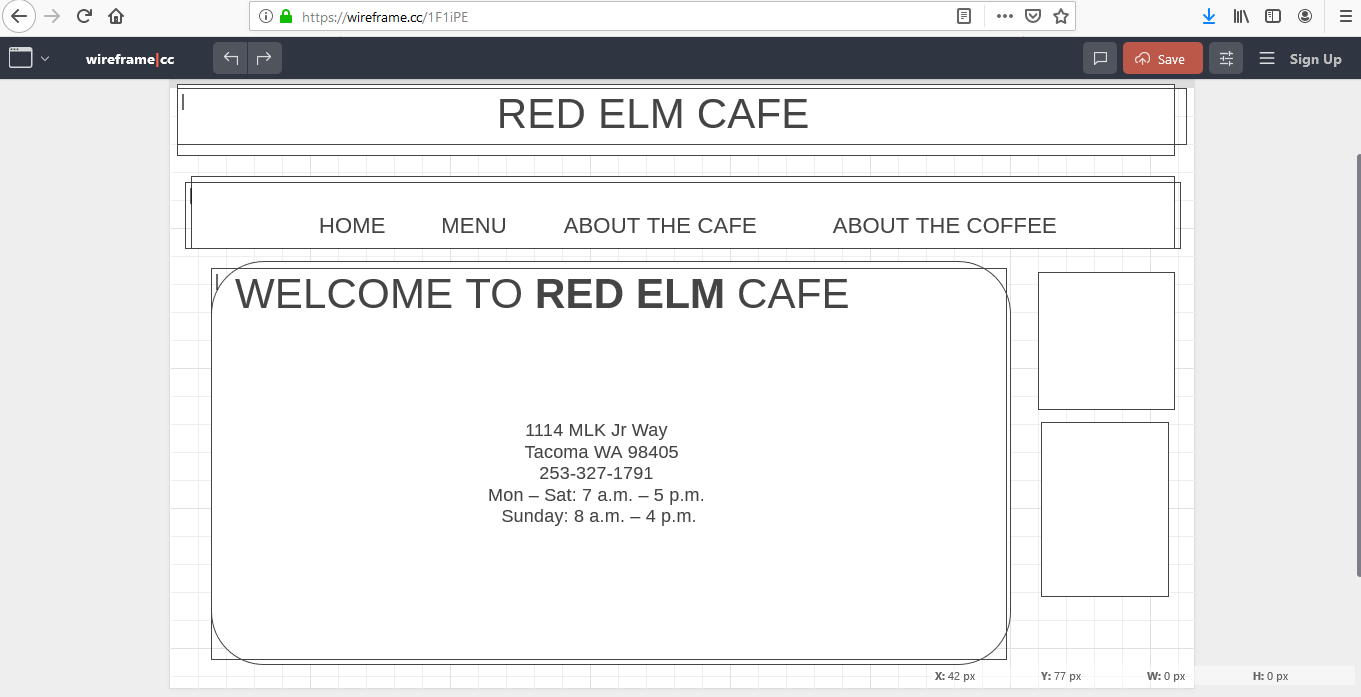 https://wireframe.cc/1F1iPE
wireframe|cc
Save
Sign Up
RED ELM CAFE
HOME MENU ABOUT THE CAFE ABOUT THE COFFEE
WELCOME TO RED ELM CAFE
1114 MLK Jr Way
Tacoma WA 98405
253-327-1791
Mon – Sat: 7 a.m. – 5 p.m.
Sunday: 8 a.m. – 4 p.m.
X: 42 px Y: 77 px W: 0 px H: 0 px